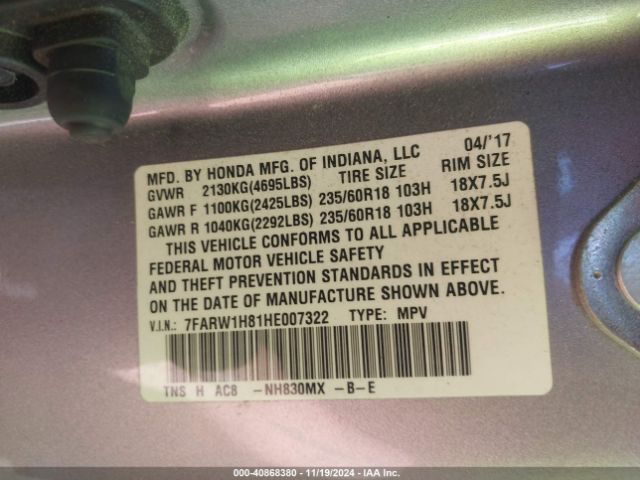 MFD. BY HONDA MFG. OF INDIANA, LLC 04/'17
GVWR 2130KG(4695LBS) TIRE SIZE RIM SIZE
GAWR F 1100KG(2425LBS) 235/60R18 103H 18X7.5J
GAWR R 1040KG(2292LBS) 235/60R18 103H 18X7.5J
THIS VEHICLE CONFORMS TO ALL APPLICABLE
FEDERAL MOTOR VEHICLE SAFETY
AND THEFT PREVENTION STANDARDS IN EFFECT
ON THE DATE OF MANUFACTURE SHOWN ABOVE.
V.I.N.: 7FARW1H81HE007322 TYPE: MPV
TNS H AC8 -NH830MX -B-E
000-40868380 | 11/19/2024 | IAA Inc.